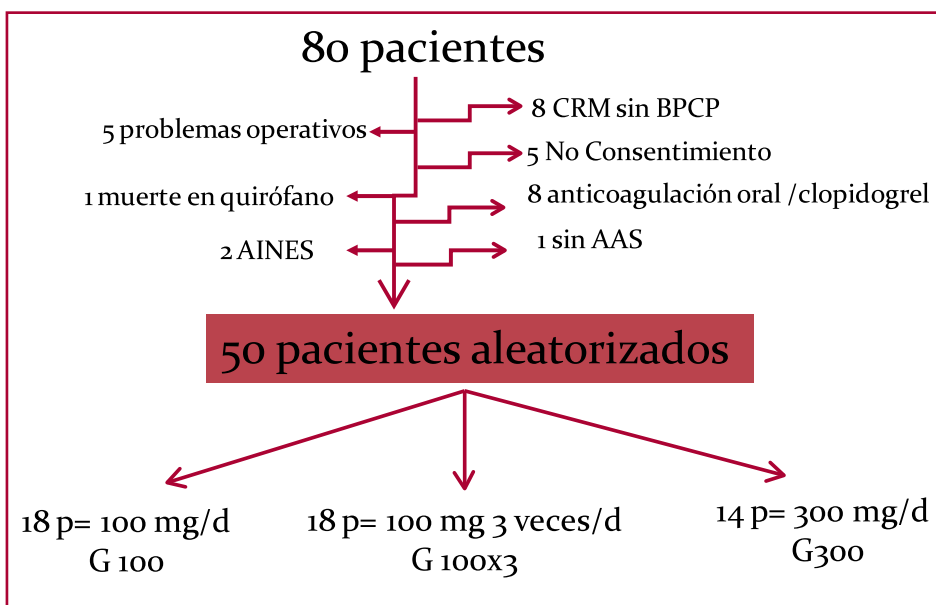 80 pacientes
8 CRM sin BPCP
5 problemas operativos
5 No Consentimiento
1 muerte en quirófano
8 anticoagulación oral /clopidogrel
2 AINES
1 sin AAS
50 pacientes aleatorizados
18 p= 100 mg/d
G 100
18 p= 100 mg 3 veces/d
G 100x3
14 p= 300 mg/d
G300